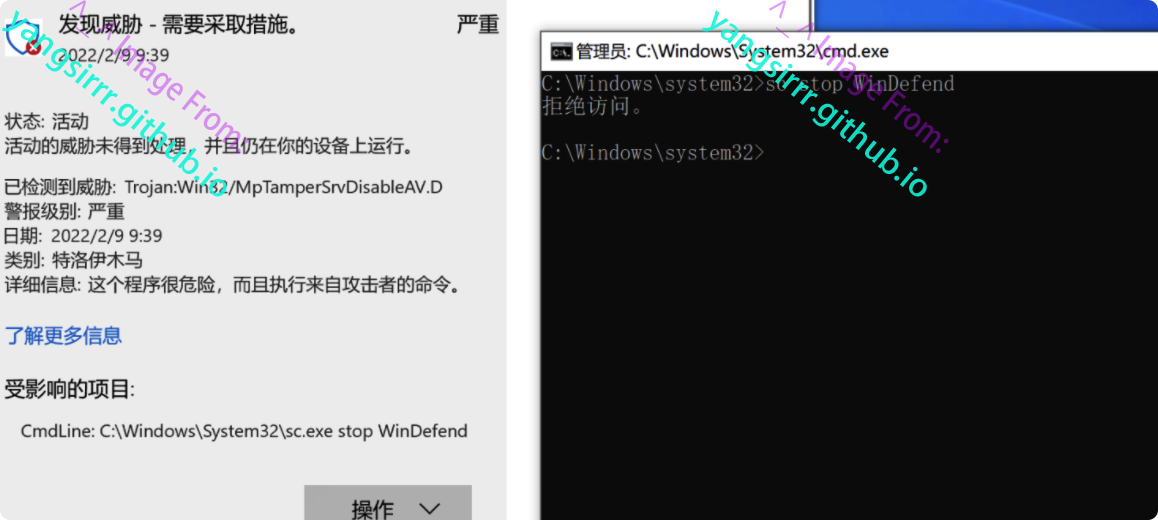 发现威胁 - 需要采取措施。
严重
2022/2/9 9:39
状态: 活动
活动的威胁未得到处理，并且仍在你的设备上运行。
已检测到威胁: Trojan:Win32/MpTamperSrvDisableAV.D
警报级别: 严重
日期: 2022/2/9 9:39
类别: 特洛伊木马
详细信息: 这个程序很危险，而且执行来自攻击者的命令。
了解更多信息
受影响的项目:
CmdLine: C:\Windows\System32\sc.exe stop WinDefend
操作
^_^ Image From:
yangsirrr.github.io
管理员: C:\Windows\System32\cmd.exe
C:\Windows\system32>sc stop WinDefend
拒绝访问。
C:\Windows\system32>
^_^ Image From:
yangsirrr.github.io